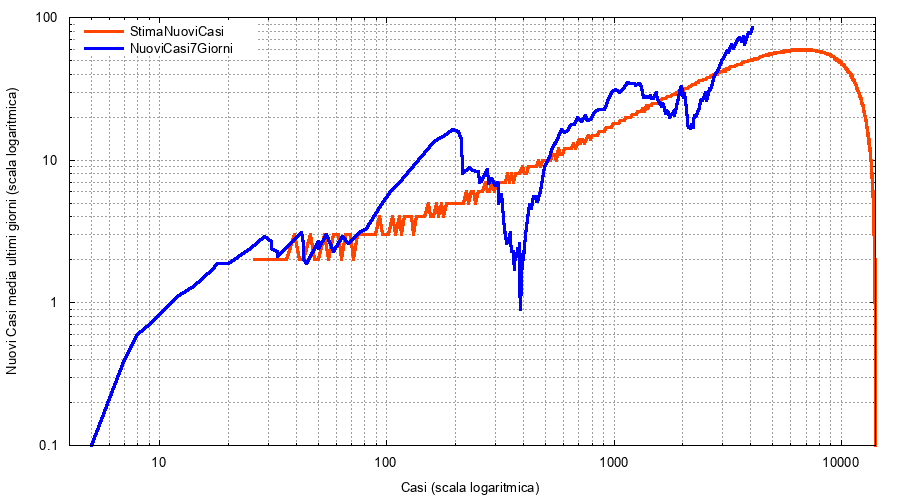 100
StimaNuoviCasi
NuoviCasi7Giorni
10
1
0.1
10
100
1000
10000
Nuovi Casi media ultimi giorni (scala logaritmica)
Casi (scala logaritmica)